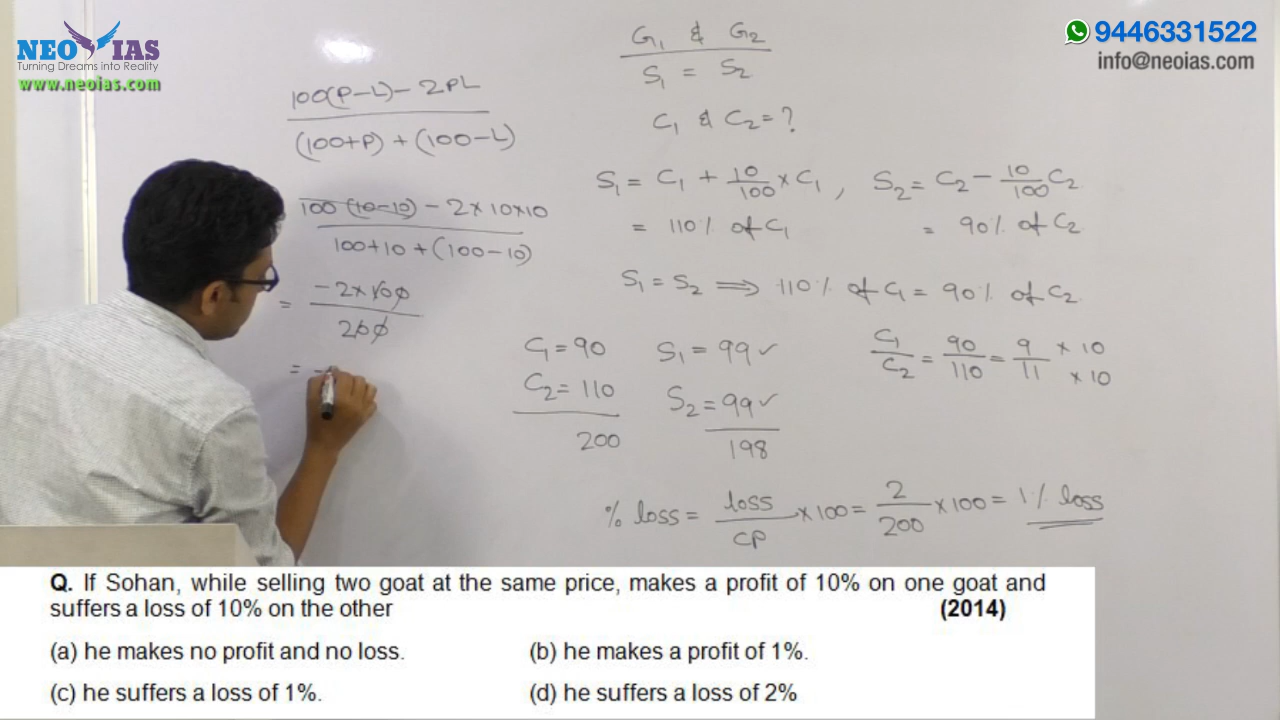 NEO IAS
Turning Dreams into Reality
www.neoias.com
9446331522
info@neoias.com
100(P-L) - 2PL
(100+P) + (100-L)
100 (10-10) - 2×10×10
100+10 + (100-10)
= -2×100
200
= -
G₁ & G₂
S₁ = S₂
C₁ & C₂ = ?
S₁ = C₁ + 10/100 × C₁ , S₂ = C₂ - 10/100 C₂
= 110% of C₁ = 90% of C₂
S₁ = S₂ ⟹ 110% of C₁ = 90% of C₂
C₁ = 90 S₁ = 99 ✓
C₂ = 110 S₂ = 99 ✓
200 198
C₁/C₂ = 90/110 = 9/11 × 10 × 10
% loss = loss/CP × 100 = 2/200 × 100 = 1% loss
Q. If Sohan, while selling two goat at the same price, makes a profit of 10% on one goat and
suffers a loss of 10% on the other (2014)
(a) he makes no profit and no loss. (b) he makes a profit of 1%.
(c) he suffers a loss of 1%. (d) he suffers a loss of 2%